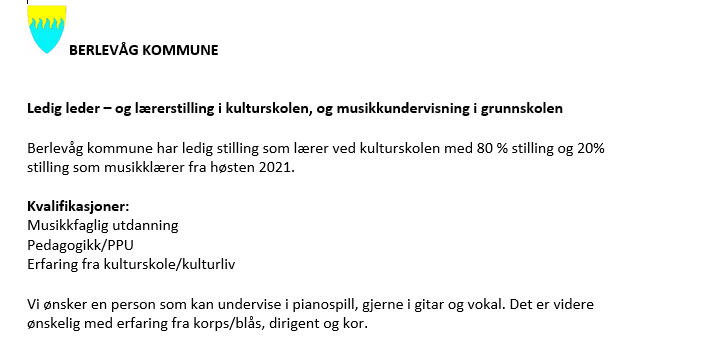 BERLEVÅG KOMMUNE
Ledig leder – og lærerstilling i kulturskolen, og musikkundervisning i grunnskolen
Berlevåg kommune har ledig stilling som lærer ved kulturskolen med 80 % stilling og 20%
stilling som musikklærer fra høsten 2021.
Kvalifikasjoner:
Musikkfaglig utdanning
Pedagogikk/PPU
Erfaring fra kulturskole/kulturliv
Vi ønsker en person som kan undervise i pianospill, gjerne i gitar og vokal. Det er videre
ønskelig med erfaring fra korps/blås, dirigent og kor.